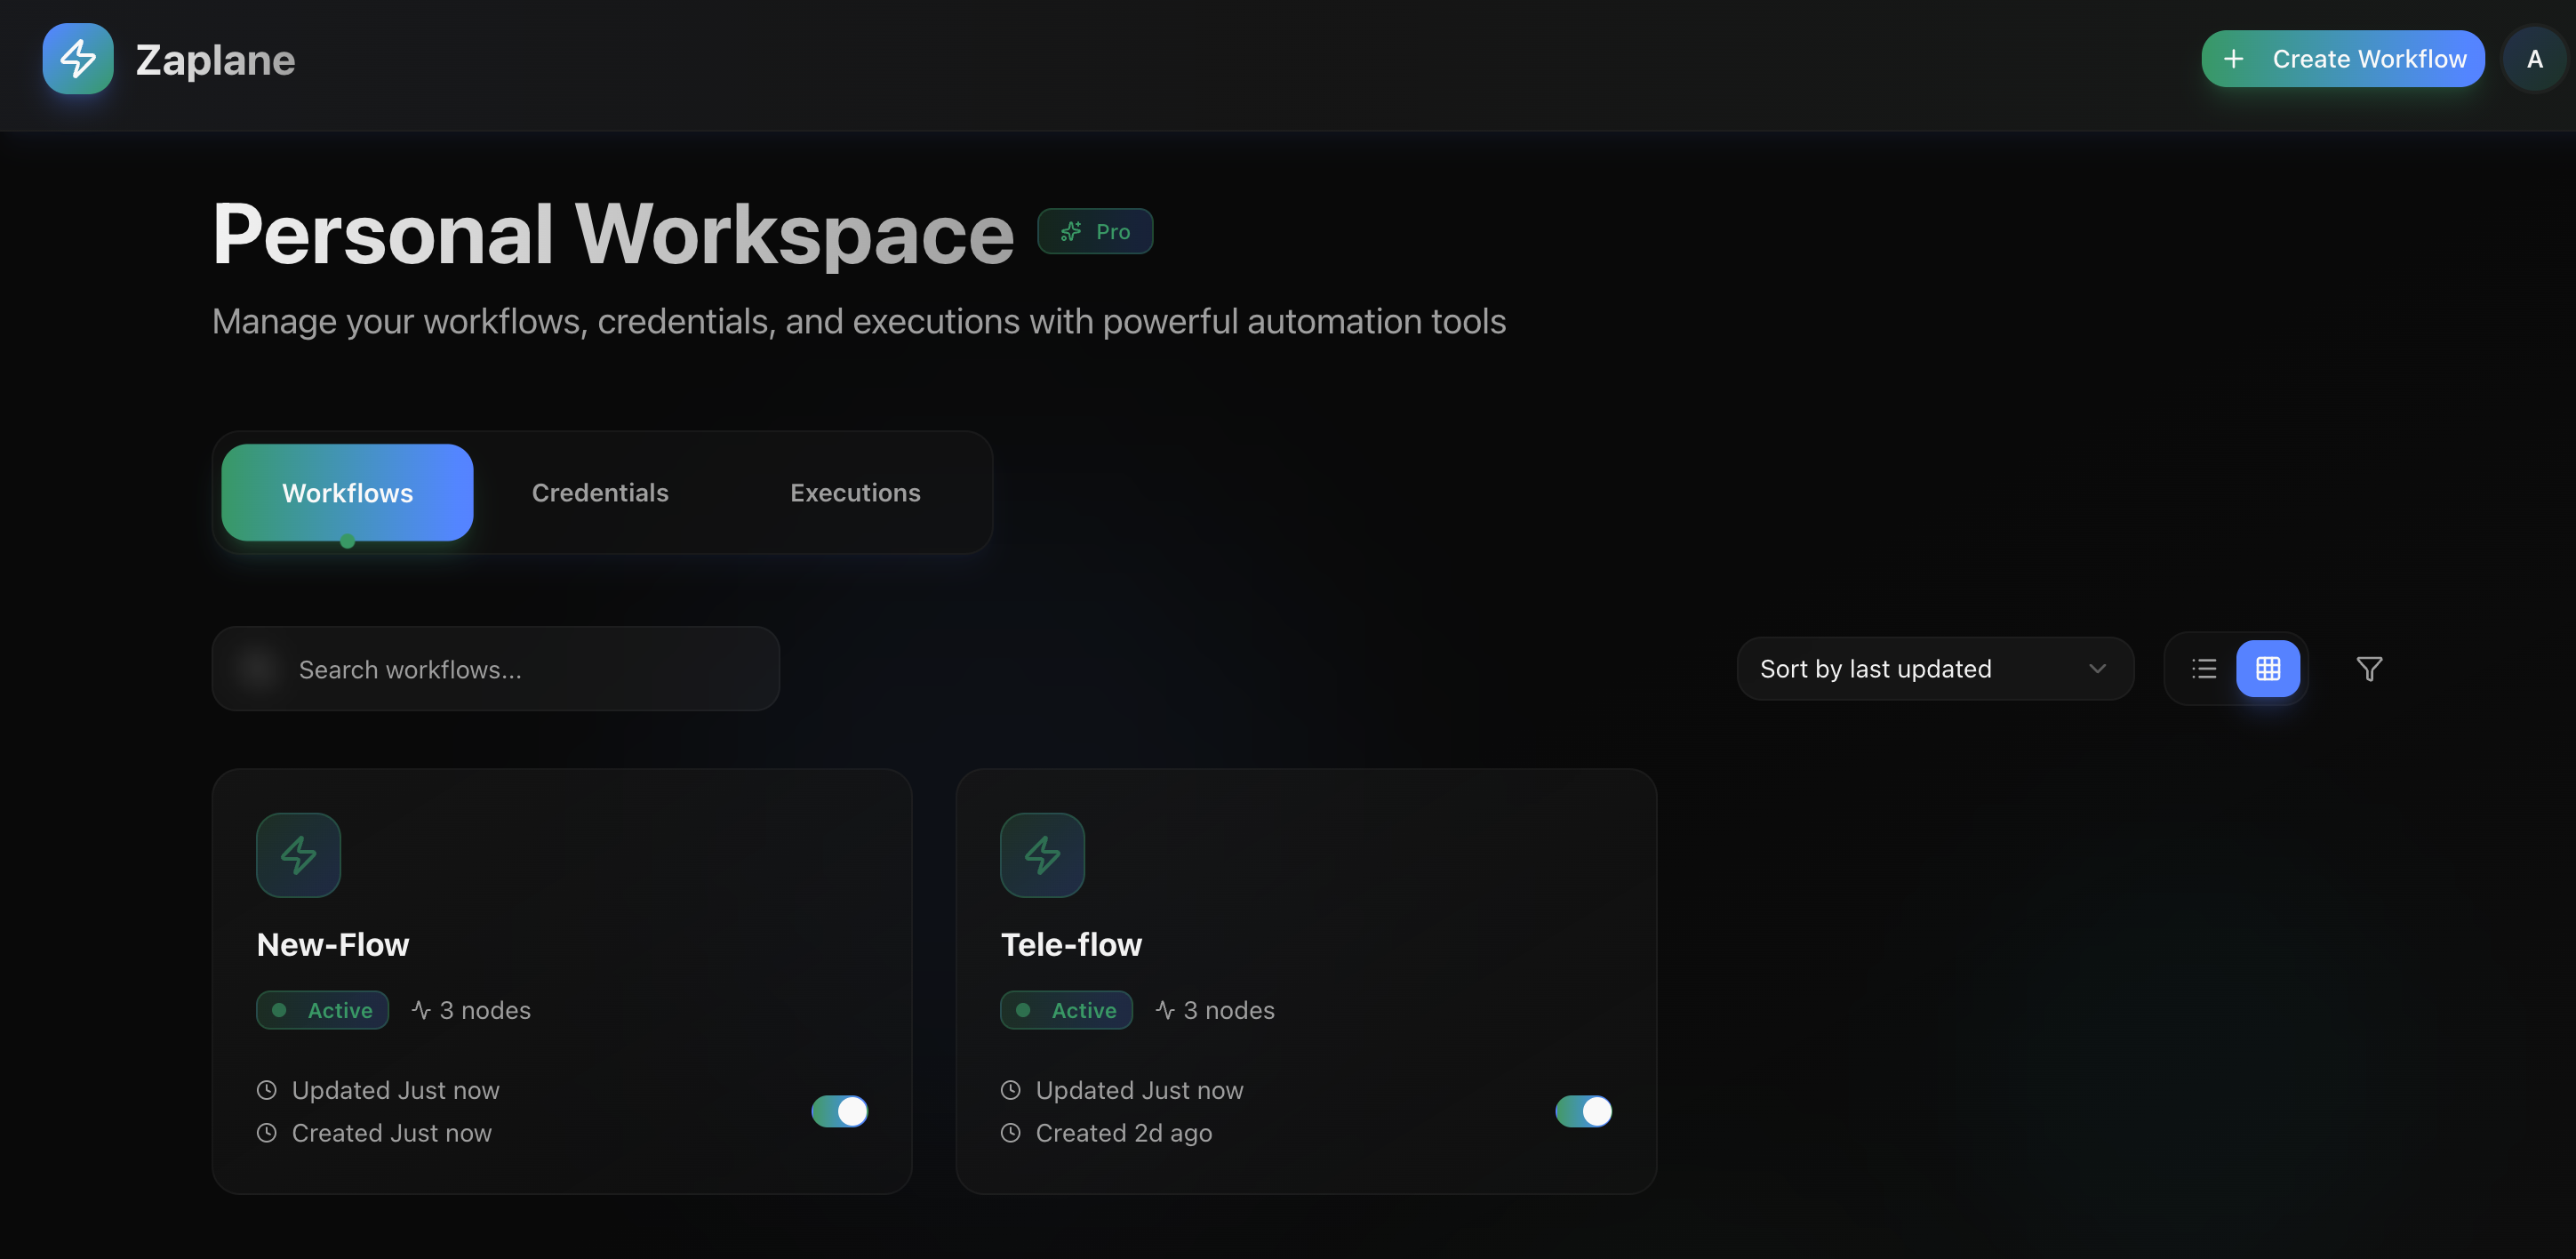 Zaplane
Create Workflow
A
Personal Workspace
Pro
Manage your workflows, credentials, and executions with powerful automation tools
Workflows
Credentials
Executions
Search workflows...
Sort by last updated
New-Flow
Active
3 nodes
Updated Just now
Created Just now
Tele-flow
Active
3 nodes
Updated Just now
Created 2d ago